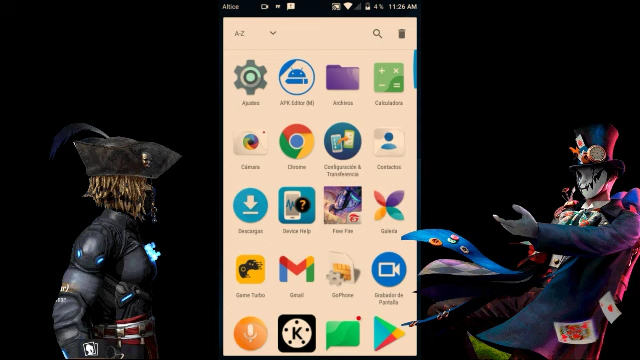 Altice
4 %
11:26 AM
A-Z
Ajustes
APK Editor (M)
Archivos
Calculadora
Cámara
Chrome
Configuración &
Transferencia
Contactos
Descargas
Device Help
Free Fire
Galería
Game Turbo
Gmail
GoPhone
Grabador de
Pantalla
K